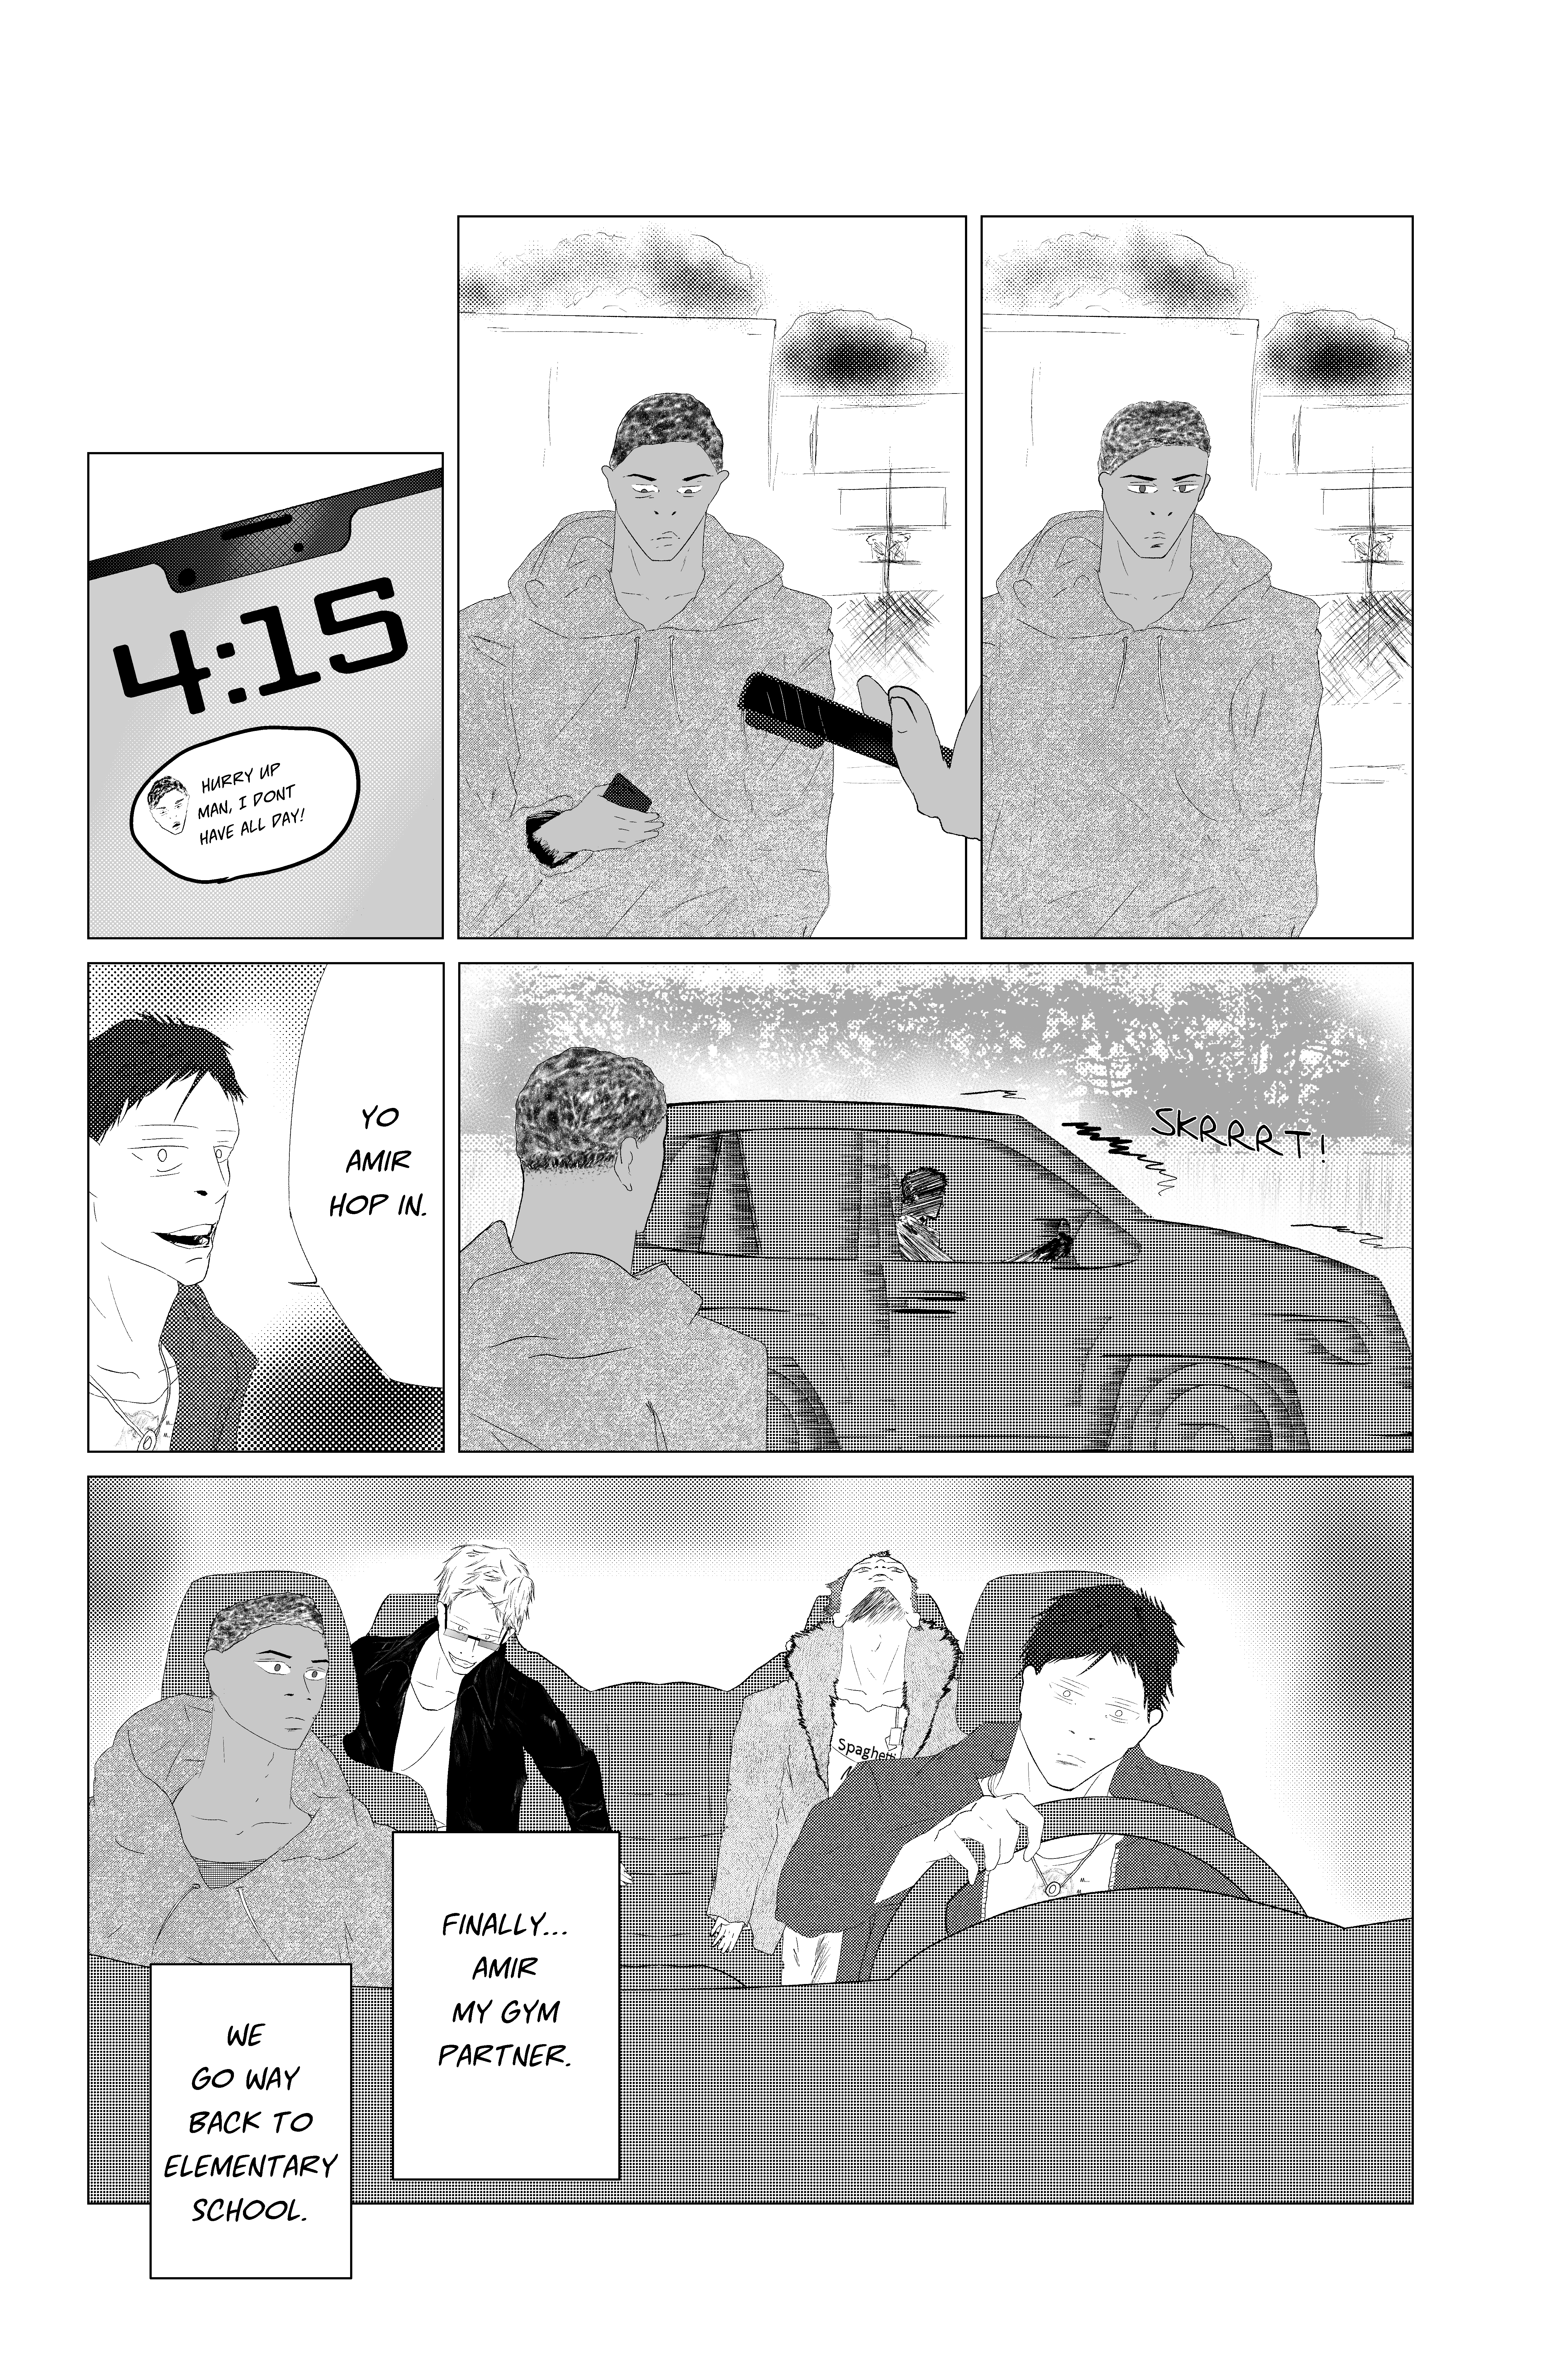 4:15
HURRY UP
MAN, I DONT
HAVE ALL DAY!
SKRRRT!
YO
AMIR
HOP IN.
Spaghetti
FINALLY...
AMIR
MY GYM
PARTNER.
WE
GO WAY
BACK TO
ELEMENTARY
SCHOOL.